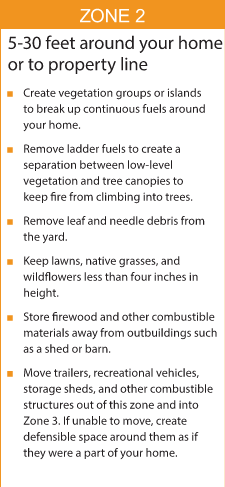 ZONE 2
5-30 feet around your home
or to property line
Create vegetation groups or islands
to break up continuous fuels around
your home.
Remove ladder fuels to create a
separation between low-level
vegetation and tree canopies to
keep fire from climbing into trees.
Remove leaf and needle debris from
the yard.
Keep lawns, native grasses, and
wildflowers less than four inches in
height.
Store firewood and other combustible
materials away from outbuildings such
as a shed or barn.
Move trailers, recreational vehicles,
storage sheds, and other combustible
structures out of this zone and into
Zone 3. If unable to move, create
defensible space around them as if
they were a part of your home.